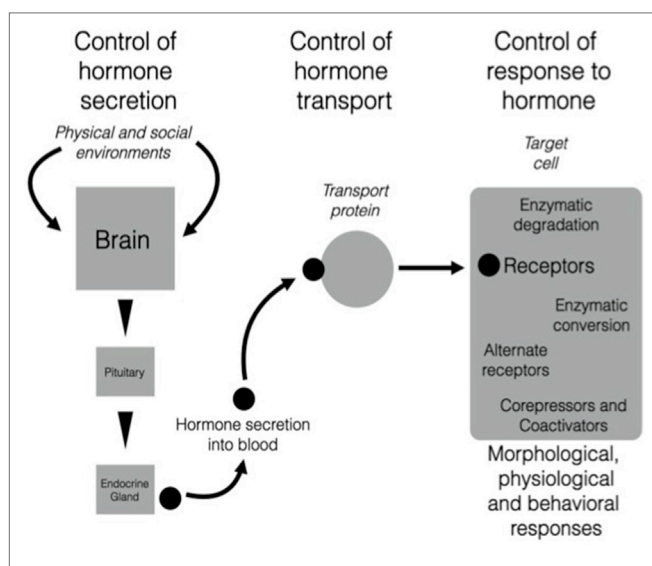 Control of
hormone
secretion
Physical and social
environments
Brain
Pituitary
Endocrine
Gland
Hormone secretion
into blood
Control of
hormone
transport
Transport
protein
Control of
response to
hormone
Target
cell
Enzymatic
degradation
Receptors
Enzymatic
conversion
Alternate
receptors
Corepressors and
Coactivators
Morphological,
physiological
and behavioral
responses